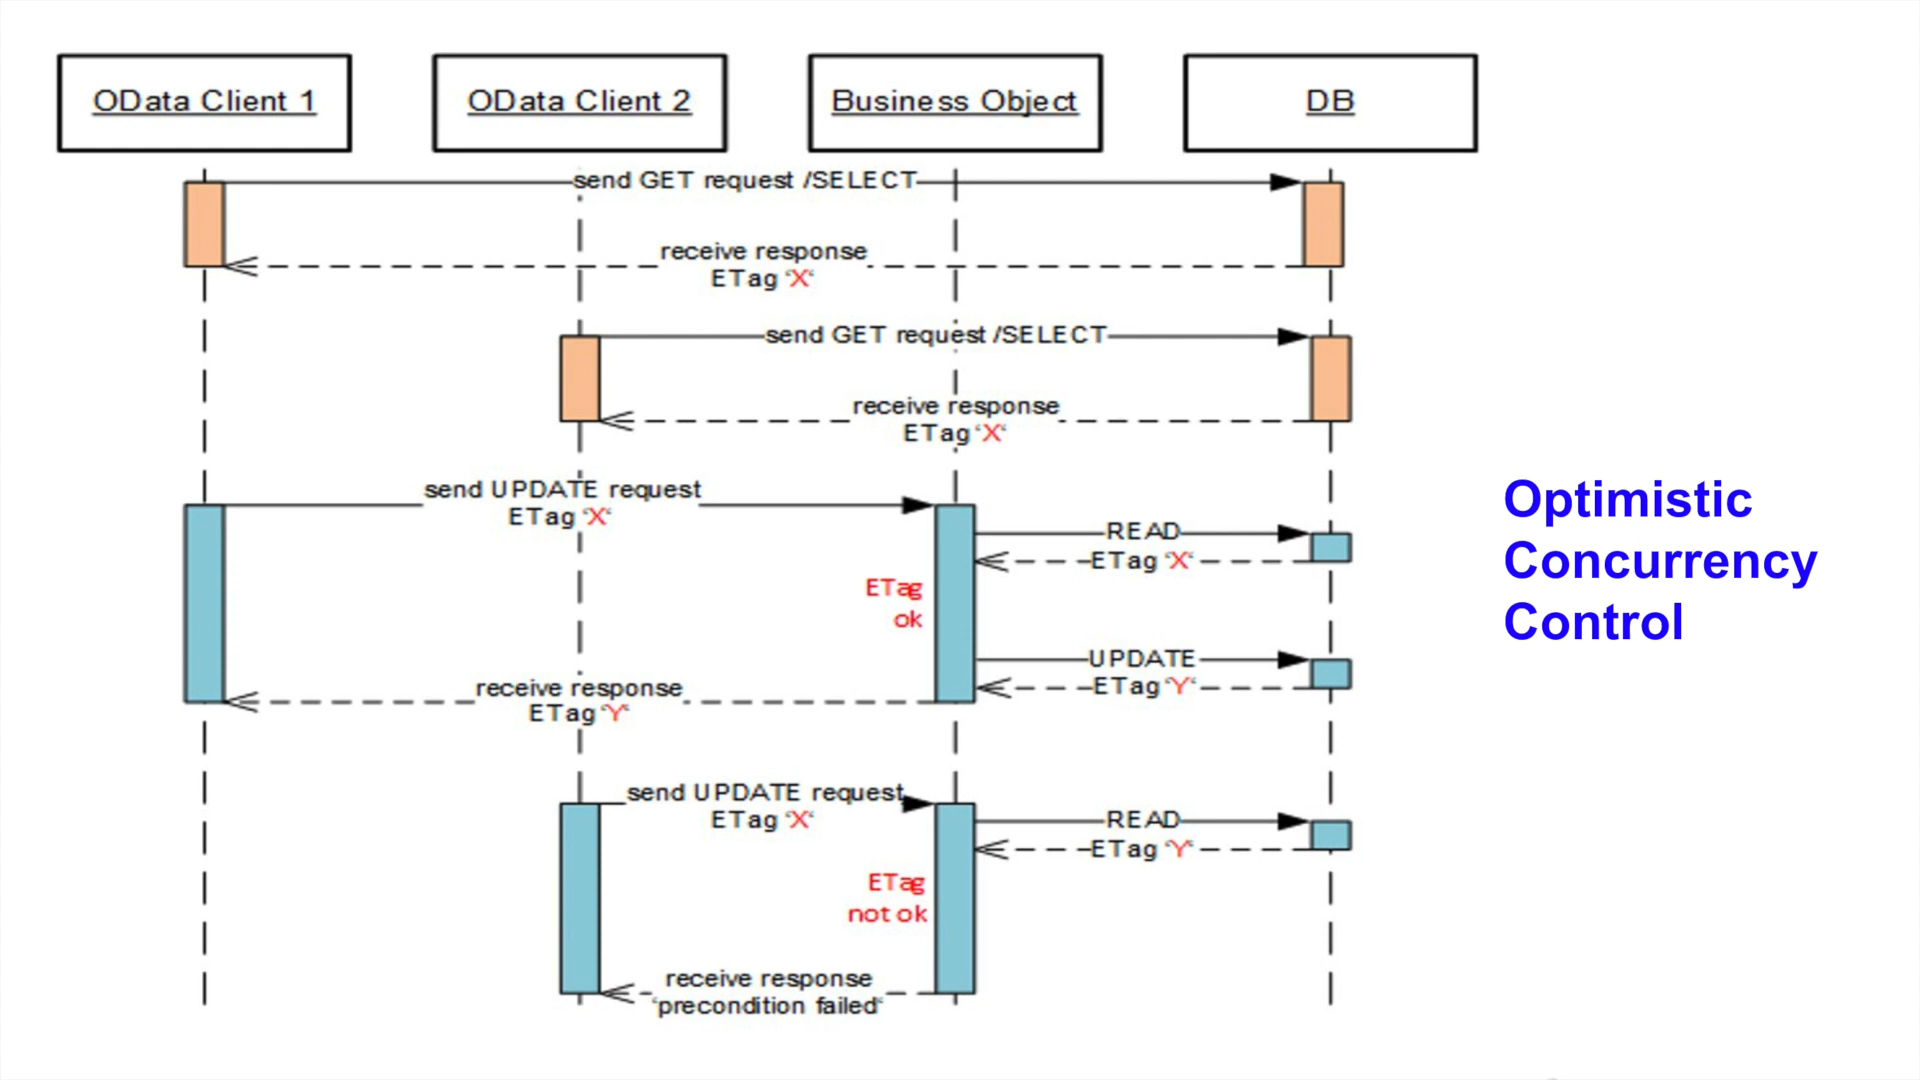 OData Client 1
OData Client 2
Business Object
DB
send GET request /SELECT
receive response
ETag ‘X‘
send GET request /SELECT
receive response
ETag ‘X‘
send UPDATE request
ETag ‘X‘
READ
ETag ‘X‘
ETag
ok
UPDATE
ETag ‘Y‘
receive response
ETag ‘Y‘
send UPDATE request
ETag ‘X‘
READ
ETag ‘Y‘
ETag
not ok
receive response
‘precondition failed‘
Optimistic
Concurrency
Control